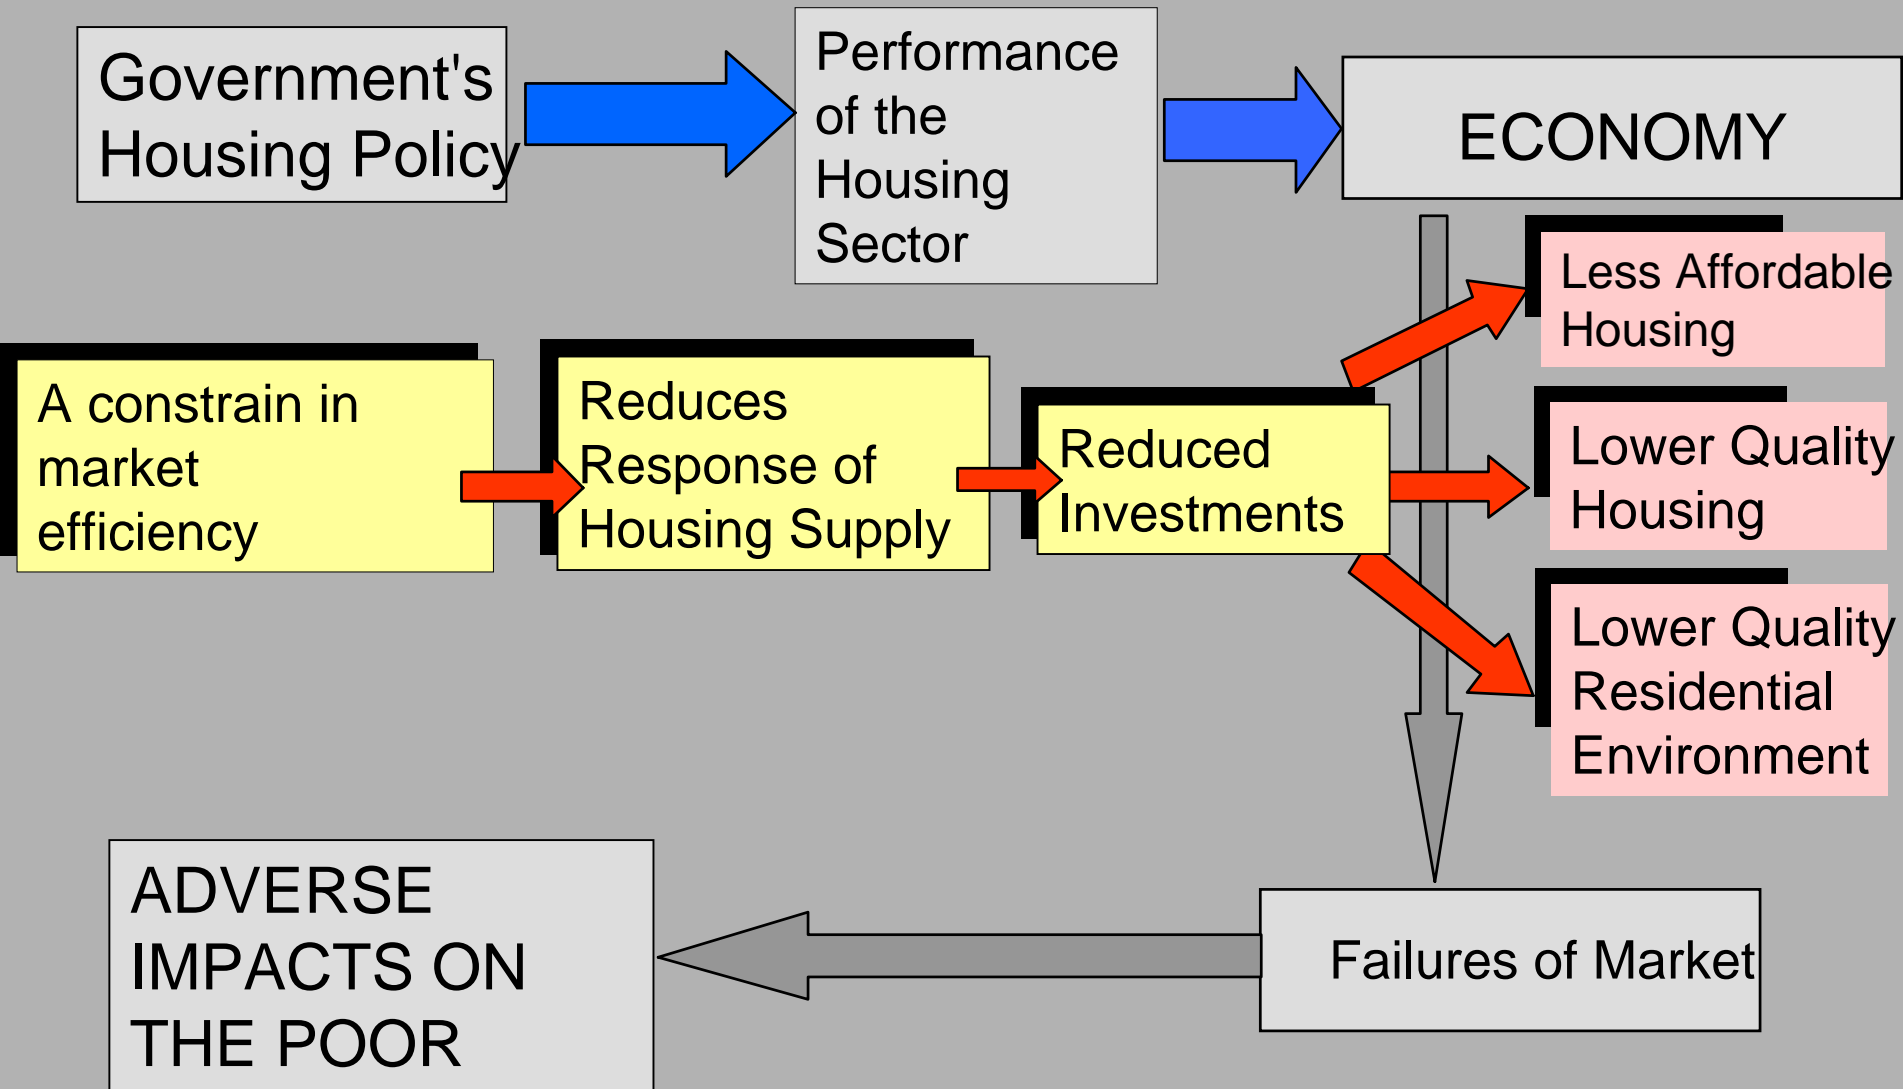 Government's
Housing Policy
Performance
of the
Housing
Sector
ECONOMY
Less Affordable
Housing
A constrain in
market
efficiency
Reduces
Response of
Housing Supply
Reduced
Investments
Lower Quality
Housing
Lower Quality
Residential
Environment
ADVERSE
IMPACTS ON
THE POOR
Failures of Market